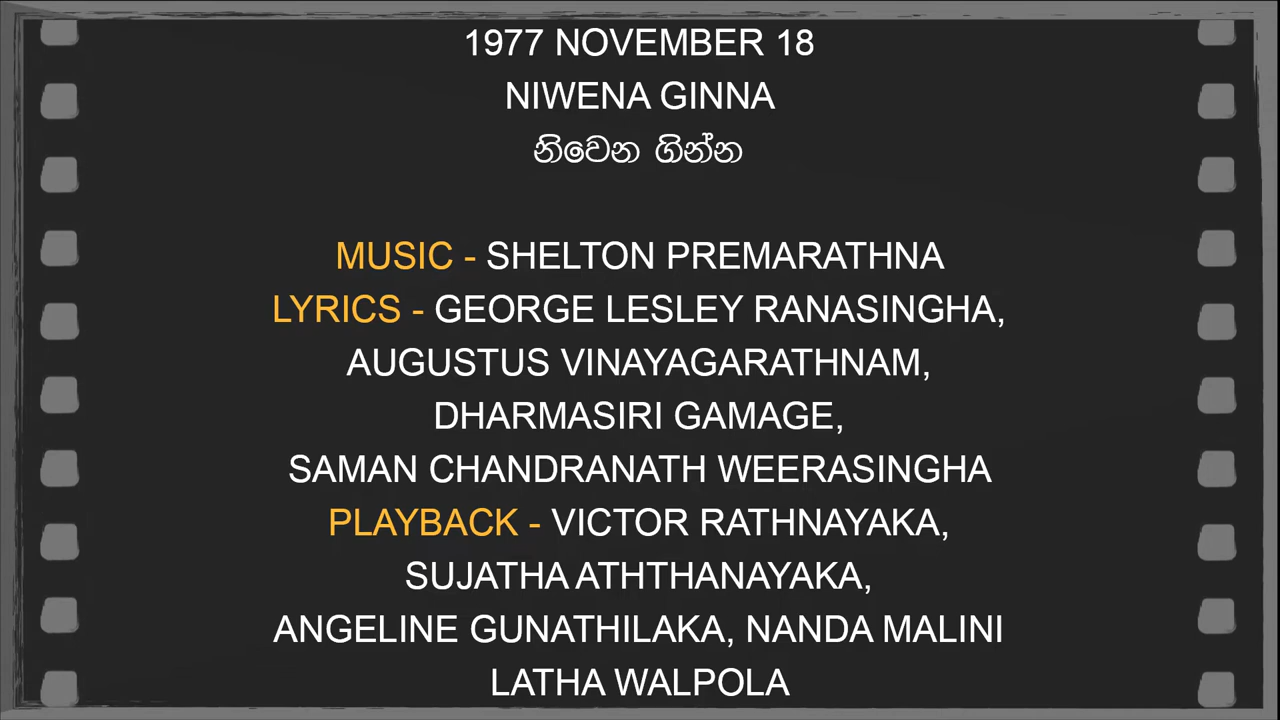 1977 NOVEMBER 18
NIWENA GINNA
නිවෙන ගින්න
MUSIC - SHELTON PREMARATHNA
LYRICS - GEORGE LESLEY RANASINGHA,
AUGUSTUS VINAYAGARATHNAM,
DHARMASIRI GAMAGE,
SAMAN CHANDRANATH WEERASINGHA
PLAYBACK - VICTOR RATHNAYAKA,
SUJATHA ATHTHANAYAKA,
ANGELINE GUNATHILAKA, NANDA MALINI
LATHA WALPOLA